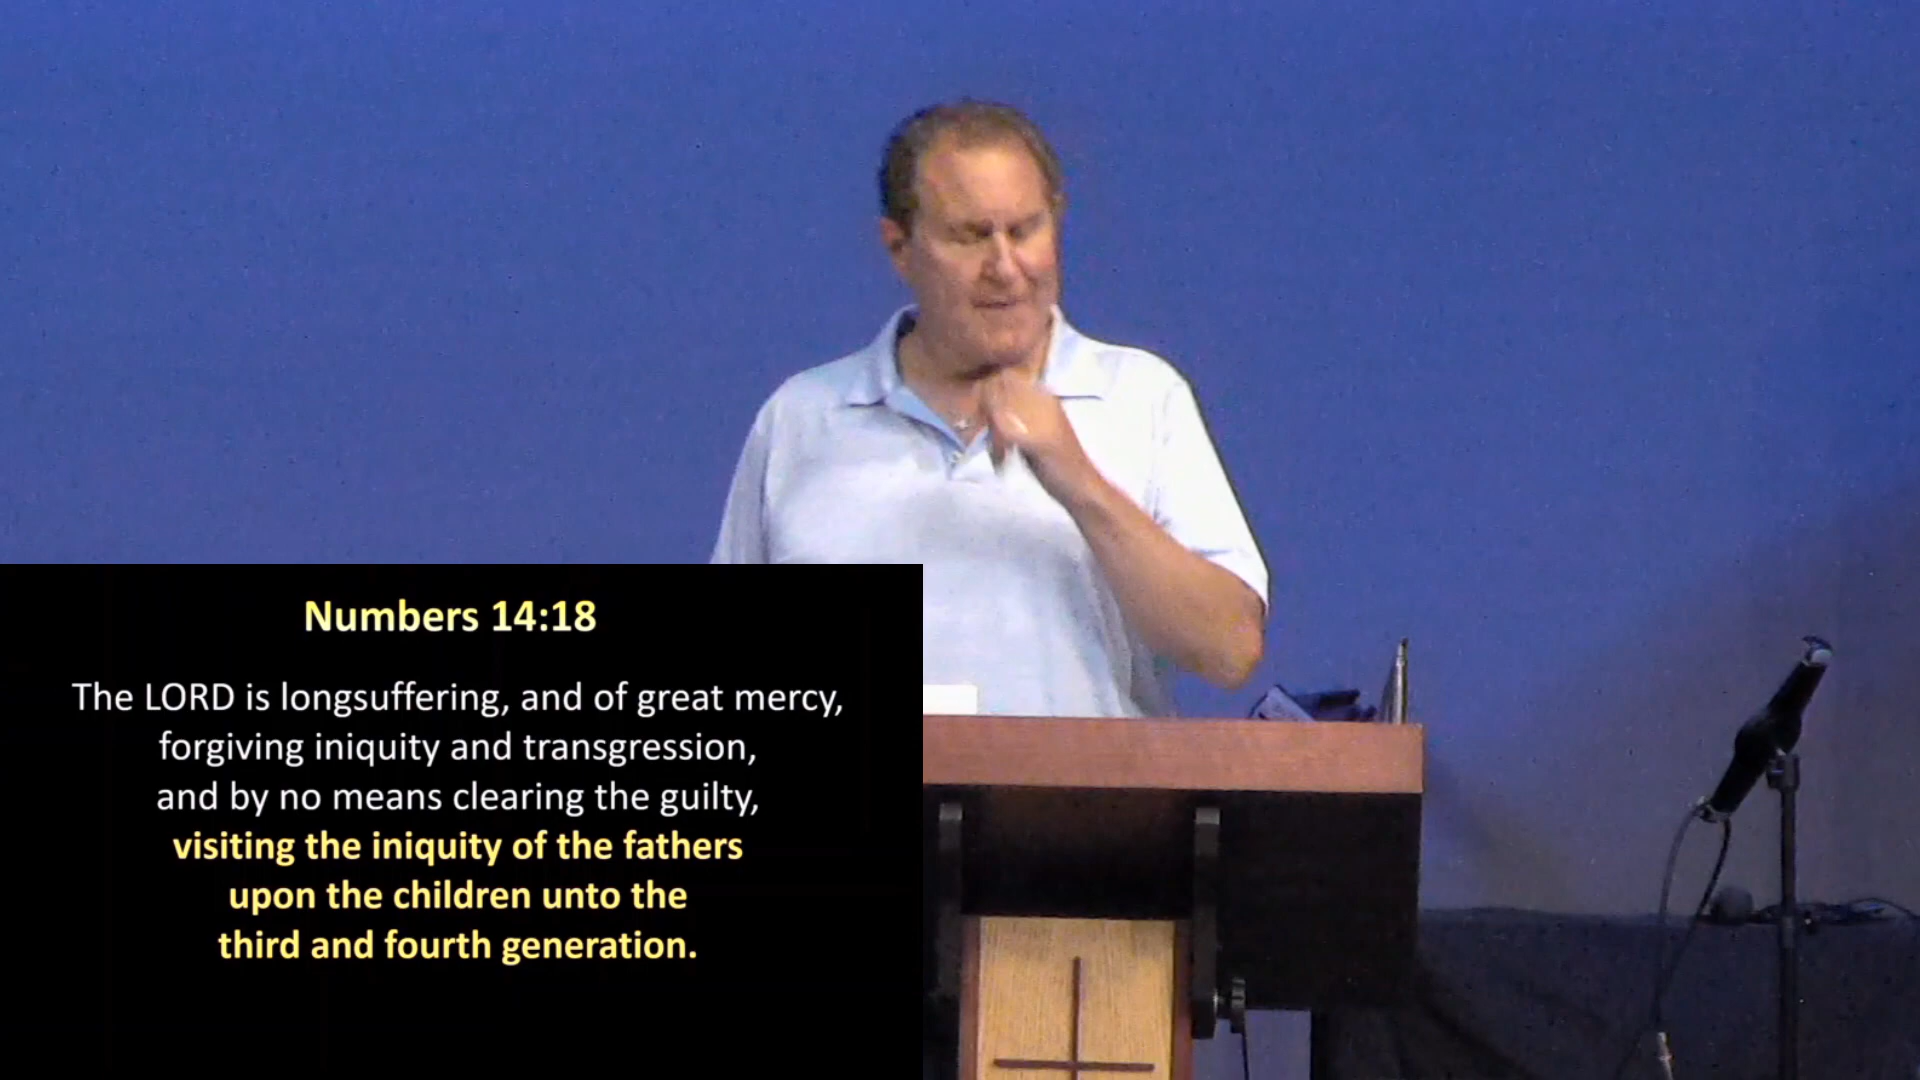 Numbers 14:18
The LORD is longsuffering, and of great mercy,
forgiving iniquity and transgression,
and by no means clearing the guilty,
visiting the iniquity of the fathers
upon the children unto the
third and fourth generation.